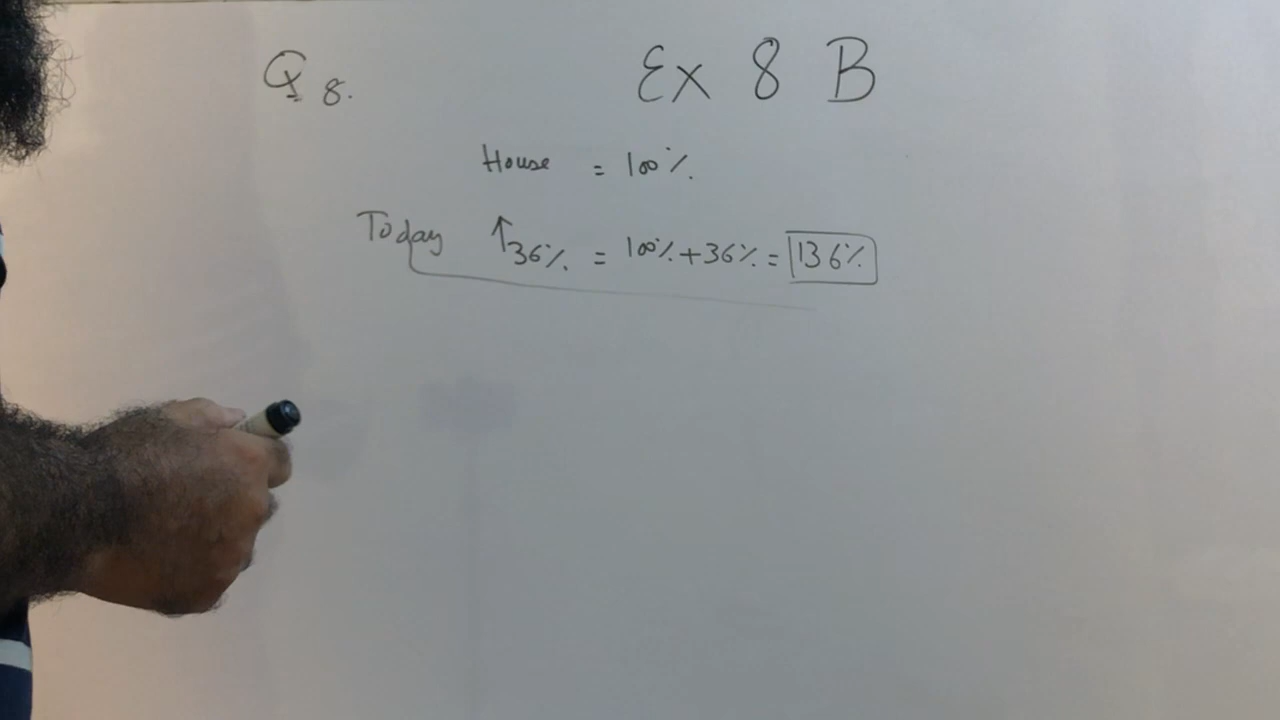 Q 8. Ex 8 B
House = 100%.
Today ↑36%. = 100%+36%. = 136%.